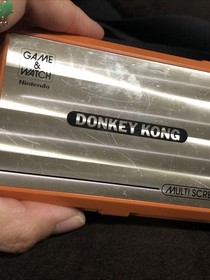 GAME
&
WATCH
Nintendo
DONKEY KONG
MULTI SCRE